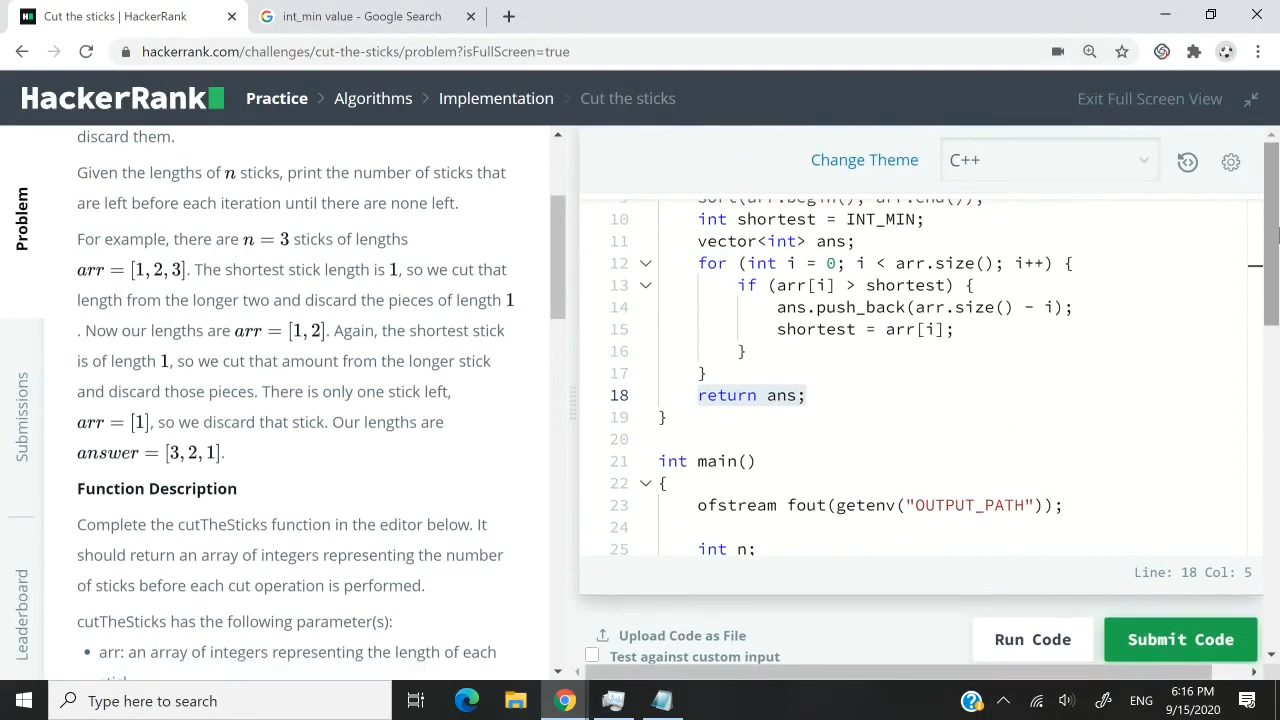 Cut the sticks | HackerRank
int_min value - Google Search
hackerrank.com/challenges/cut-the-sticks/problem?isFullScreen=true
HackerRank
Practice > Algorithms > Implementation > Cut the sticks
Exit Full Screen View
Problem
Submissions
Leaderboard
discard them.
Given the lengths of n sticks, print the number of sticks that
are left before each iteration until there are none left.
For example, there are n = 3 sticks of lengths
arr = [1, 2, 3]. The shortest stick length is 1, so we cut that
length from the longer two and discard the pieces of length 1
. Now our lengths are arr = [1, 2]. Again, the shortest stick
is of length 1, so we cut that amount from the longer stick
and discard those pieces. There is only one stick left,
arr = [1], so we discard that stick. Our lengths are
answer = [3, 2, 1].
Function Description
Complete the cutTheSticks function in the editor below. It
should return an array of integers representing the number
of sticks before each cut operation is performed.
cutTheSticks has the following parameter(s):
• arr: an array of integers representing the length of each
Change Theme
C++
9 sort(arr.begin(), arr.end());
10 int shortest = INT_MIN;
11 vector<int> ans;
12 for (int i = 0; i < arr.size(); i++) {
13 if (arr[i] > shortest) {
14 ans.push_back(arr.size() - i);
15 shortest = arr[i];
16 }
17 }
18 return ans;
19 }
20
21 int main()
22 {
23 ofstream fout(getenv("OUTPUT_PATH"));
24
25 int n;
Line: 18 Col: 5
Upload Code as File
Test against custom input
Run Code
Submit Code
Type here to search
ENG
6:16 PM
9/15/2020